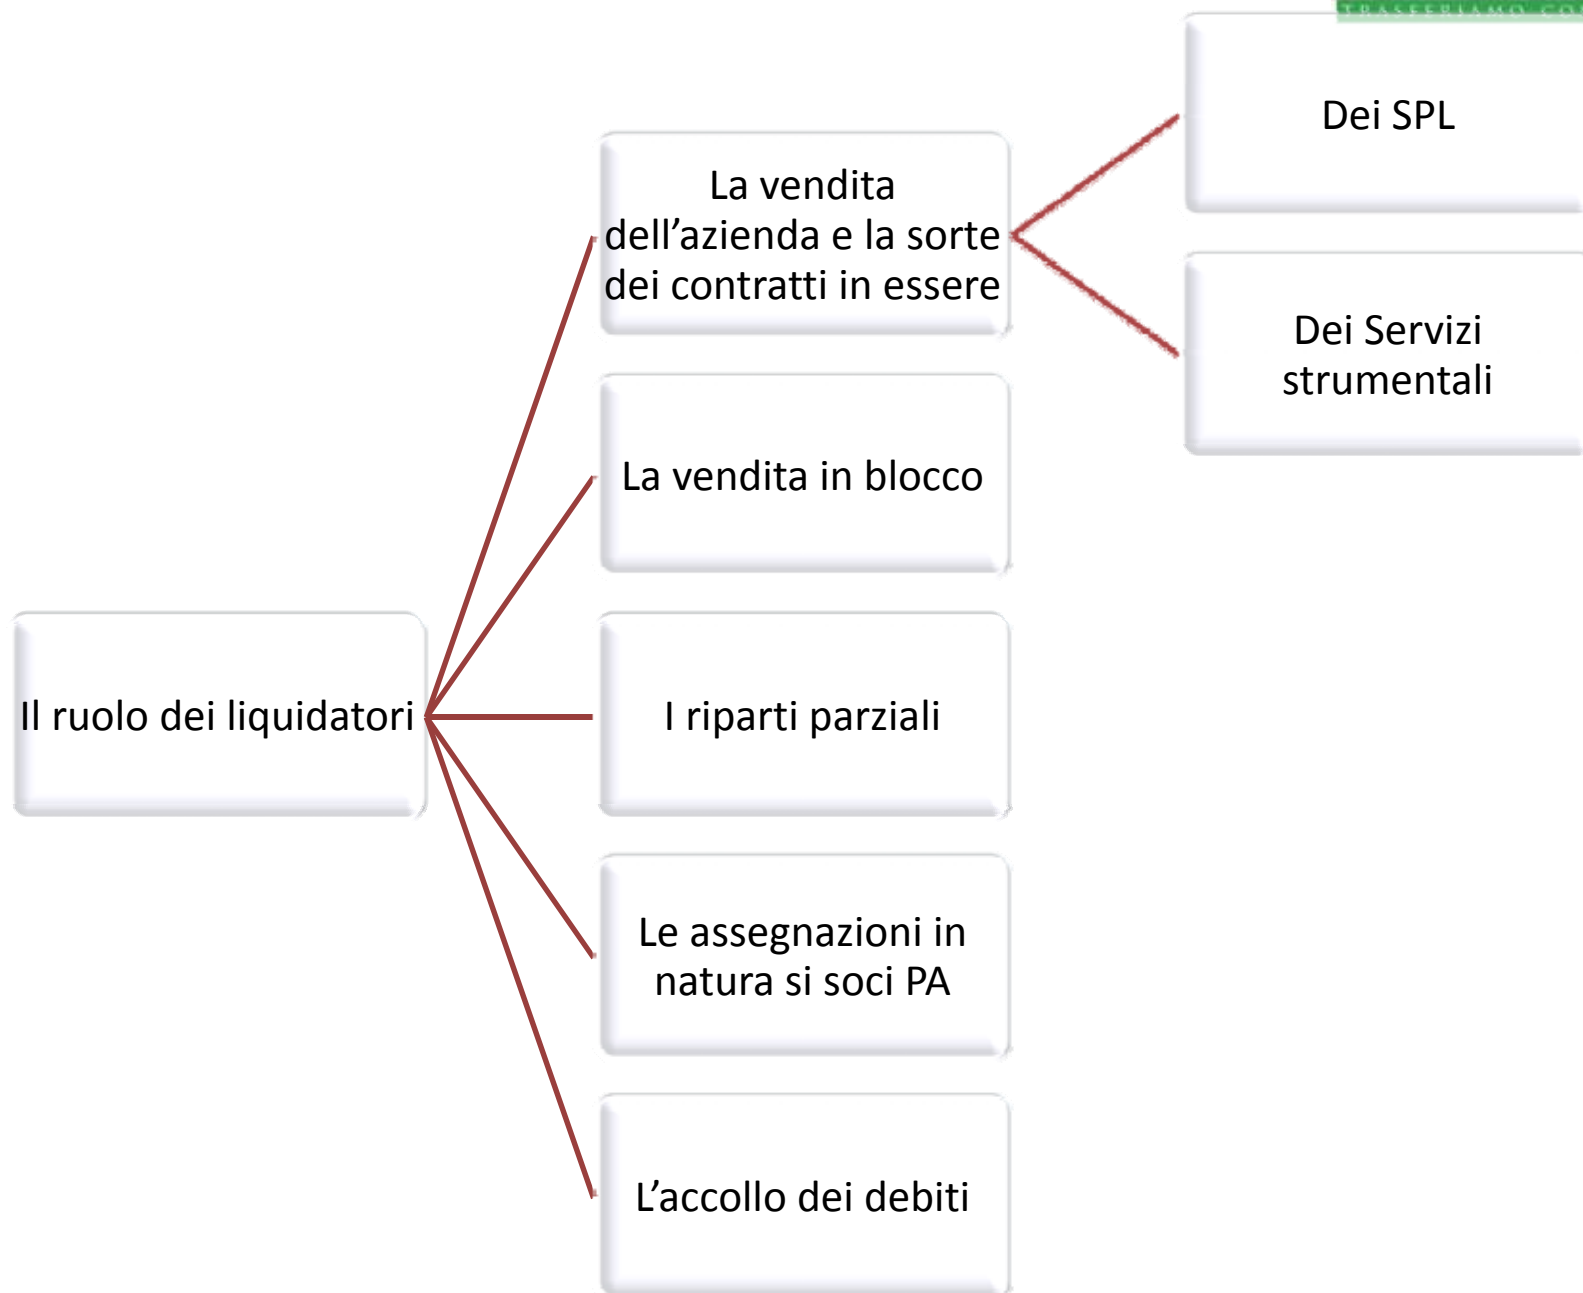 TRASFERIAMO
Dei SPL
La vendita
dell’azienda e la sorte
dei contratti in essere
Dei Servizi
strumentali
La vendita in blocco
Il ruolo dei liquidatori
I riparti parziali
Le assegnazioni in
natura si soci PA
L’accollo dei debiti